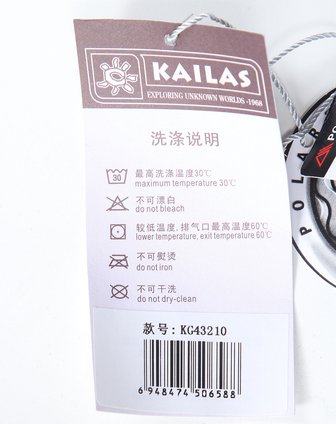 KAILAS
EXPLORING UNKNOWN WORLDS ·1968
洗涤说明
30
最高洗涤温度30℃
maximum temperature 30℃
不可漂白
do not bleach
较低温度,排气口最高温度60℃
lower temperature, exit temperature 60℃
不可熨烫
do not iron
不可干洗
do not dry-clean
款号: KG43210
6 948474 506588
POLAR
PO